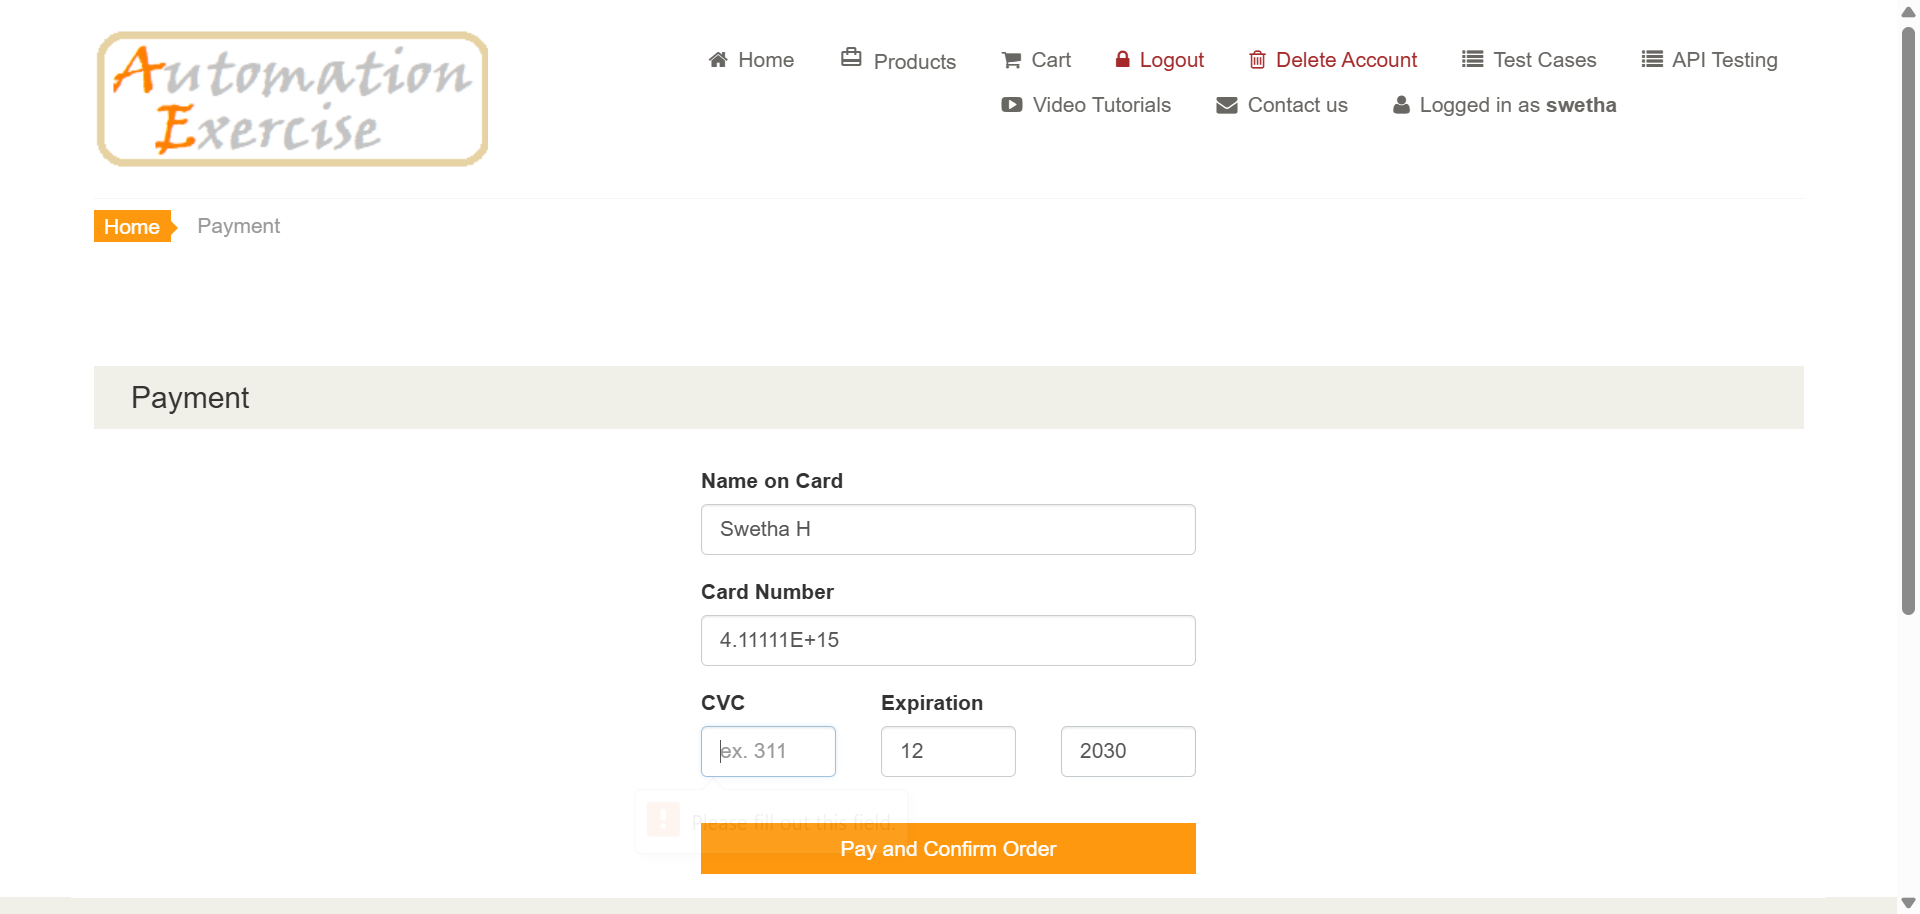 Automation
Exercise
Home Products Cart Logout Delete Account Test Cases API Testing
Video Tutorials Contact us Logged in as swetha
Home Payment
Payment
Name on Card
Swetha H
Card Number
4.11111E+15
CVC Expiration
ex. 311 12 2030
Please fill out this field.
Pay and Confirm Order